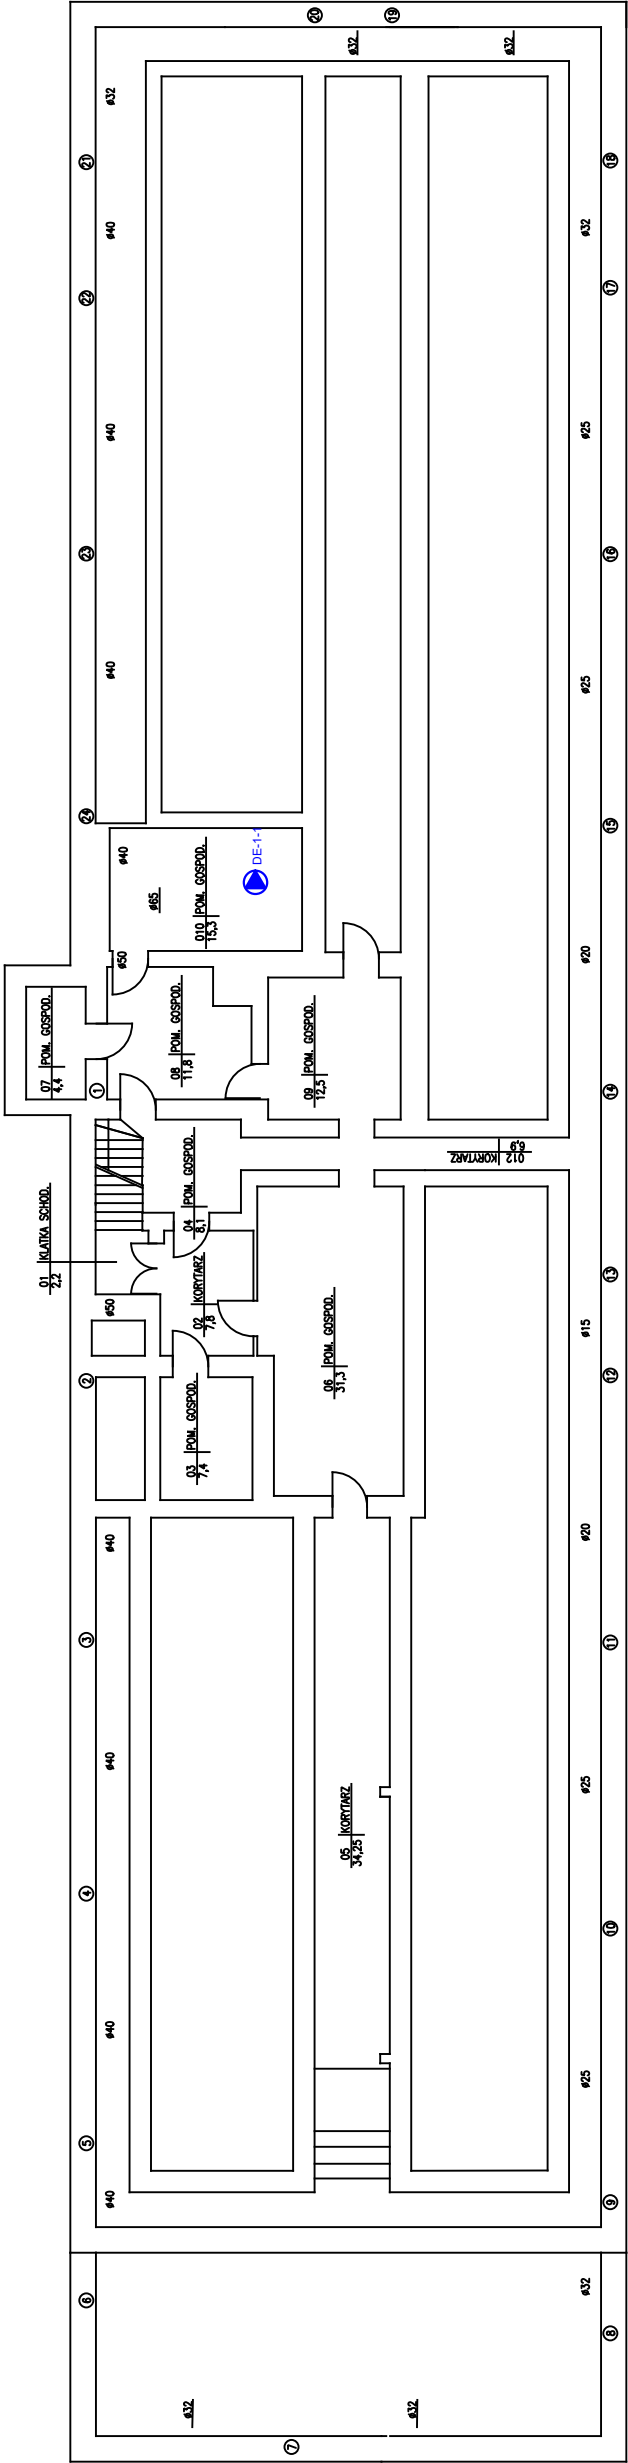 20
19
ø32
ø32
ø32
21
18
ø40
ø32
22
17
ø40
ø25
23
16
ø40
ø25
24
15
ø40
ø65
010 POM. GOSPOD.
15,3
DE-1-1
ø50
ø20
07 POM. GOSPOD.
4,4
08 POM. GOSPOD.
11,8
09 POM. GOSPOD.
12,5
1
14
012 KORYTARZ
6,9
04 POM. GOSPOD.
8,1
01 KLATKA SCHOD.
2,2
02 KORYTARZ
7,8
13
ø50
ø15
06 POM. GOSPOD.
31,3
2
12
03 POM. GOSPOD.
7,4
ø40
ø20
3
11
ø40
ø25
05 KORYTARZ
34,25
4
10
ø40
ø25
5
9
ø40
6
ø32
8
ø32
ø32
7